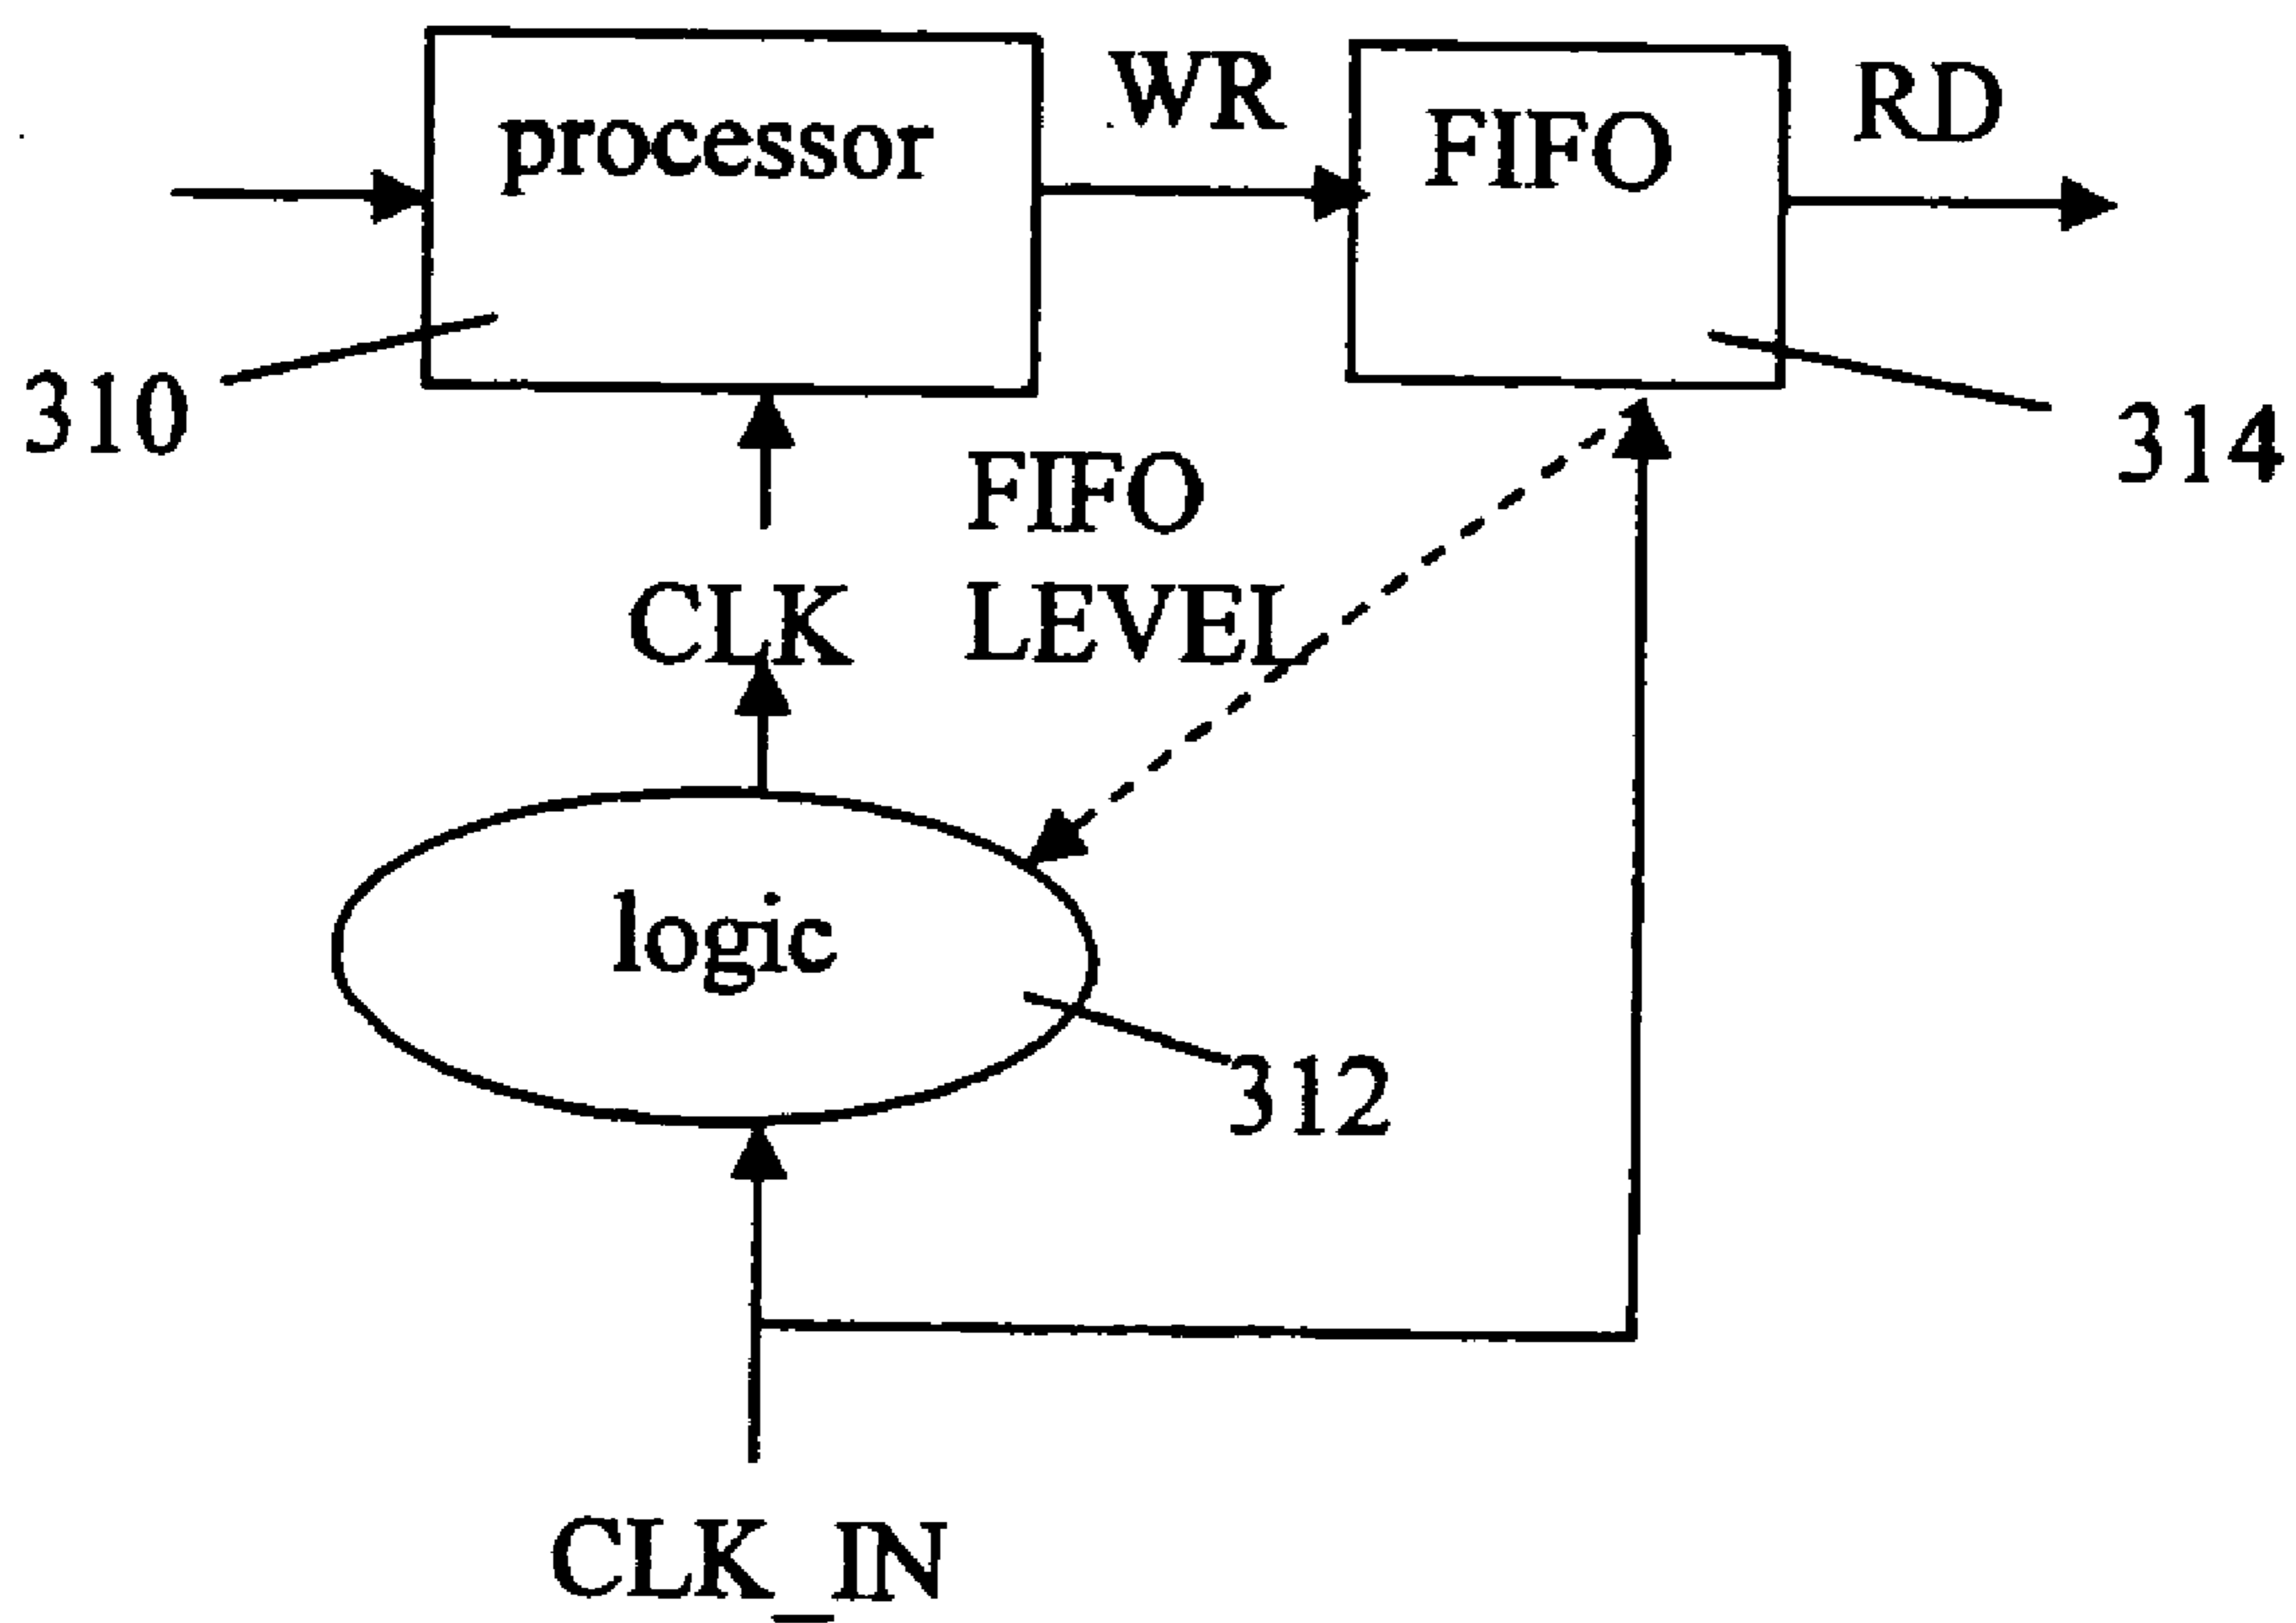 processor
WR
FIFO
RD
310
314
FIFO
LEVEL
CLK
logic
312
CLK_IN